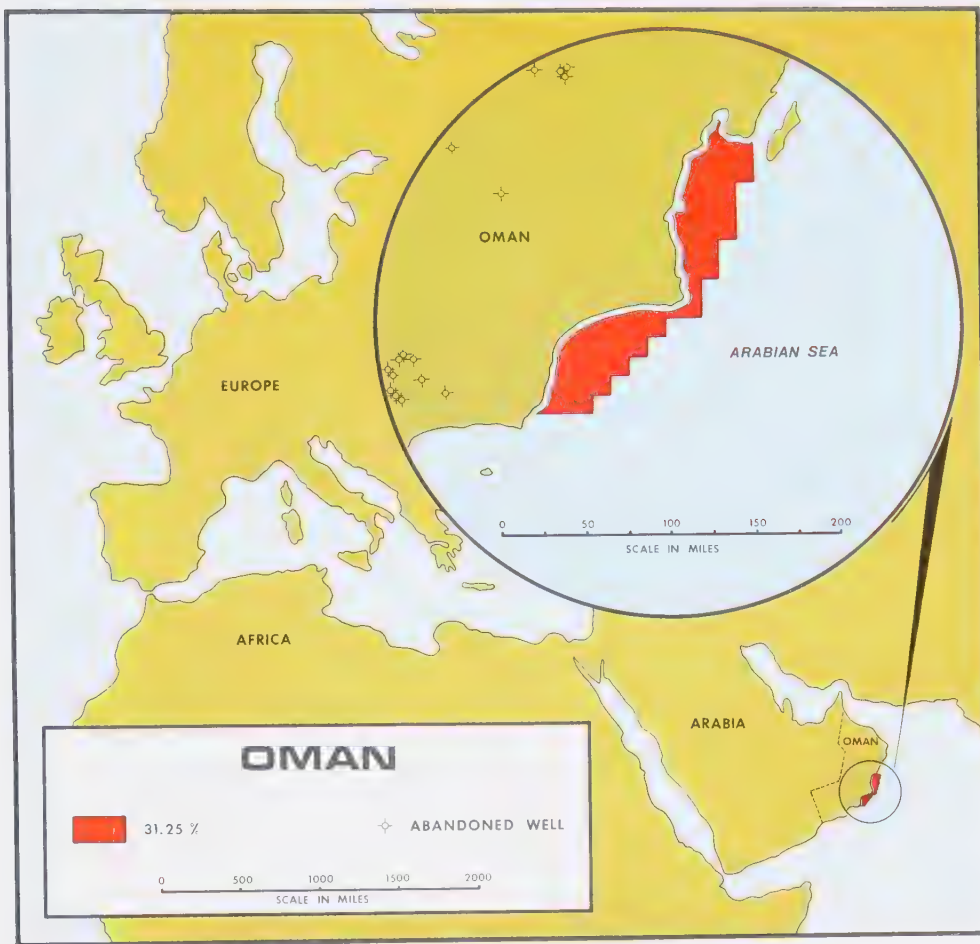 OMAN
ARABIAN SEA
EUROPE
0 50 100 150 200
SCALE IN MILES
AFRICA
ARABIA
OMAN
OMAN
31.25 %
ABANDONED WELL
0 500 1000 1500 2000
SCALE IN MILES